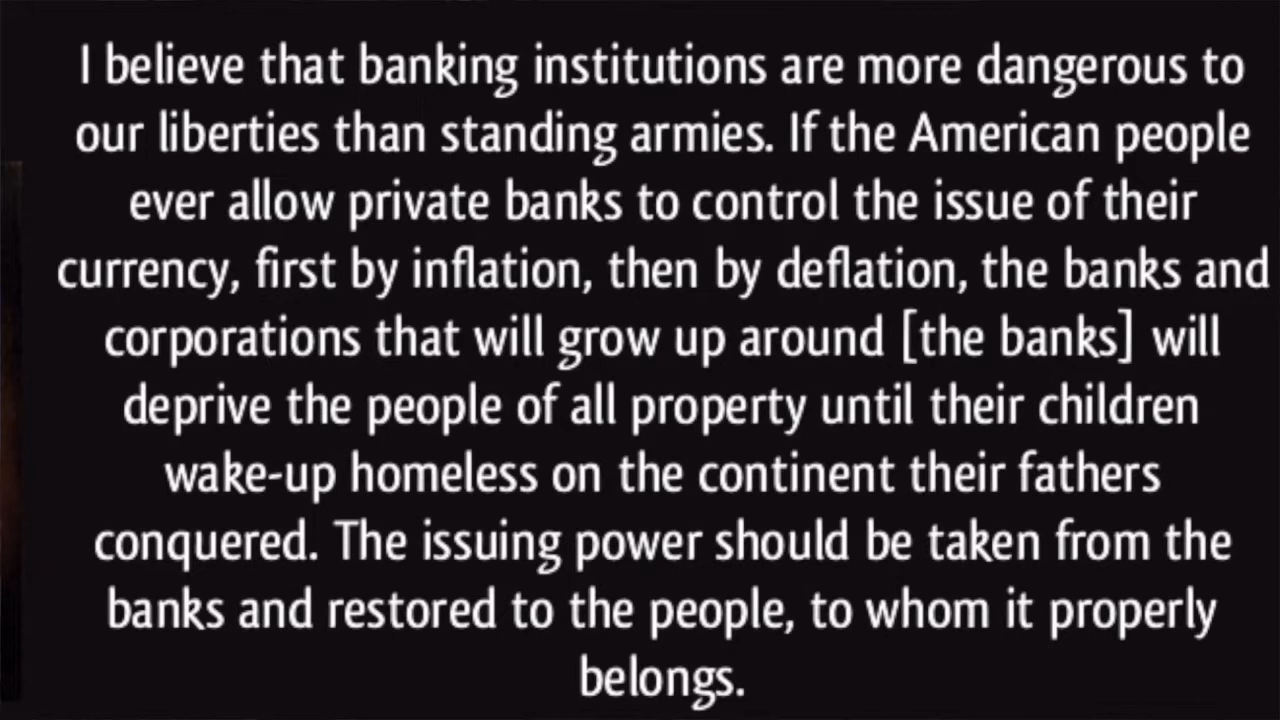 I believe that banking institutions are more dangerous to
our liberties than standing armies. If the American people
ever allow private banks to control the issue of their
currency, first by inflation, then by deflation, the banks and
corporations that will grow up around [the banks] will
deprive the people of all property until their children
wake-up homeless on the continent their fathers
conquered. The issuing power should be taken from the
banks and restored to the people, to whom it properly
belongs.